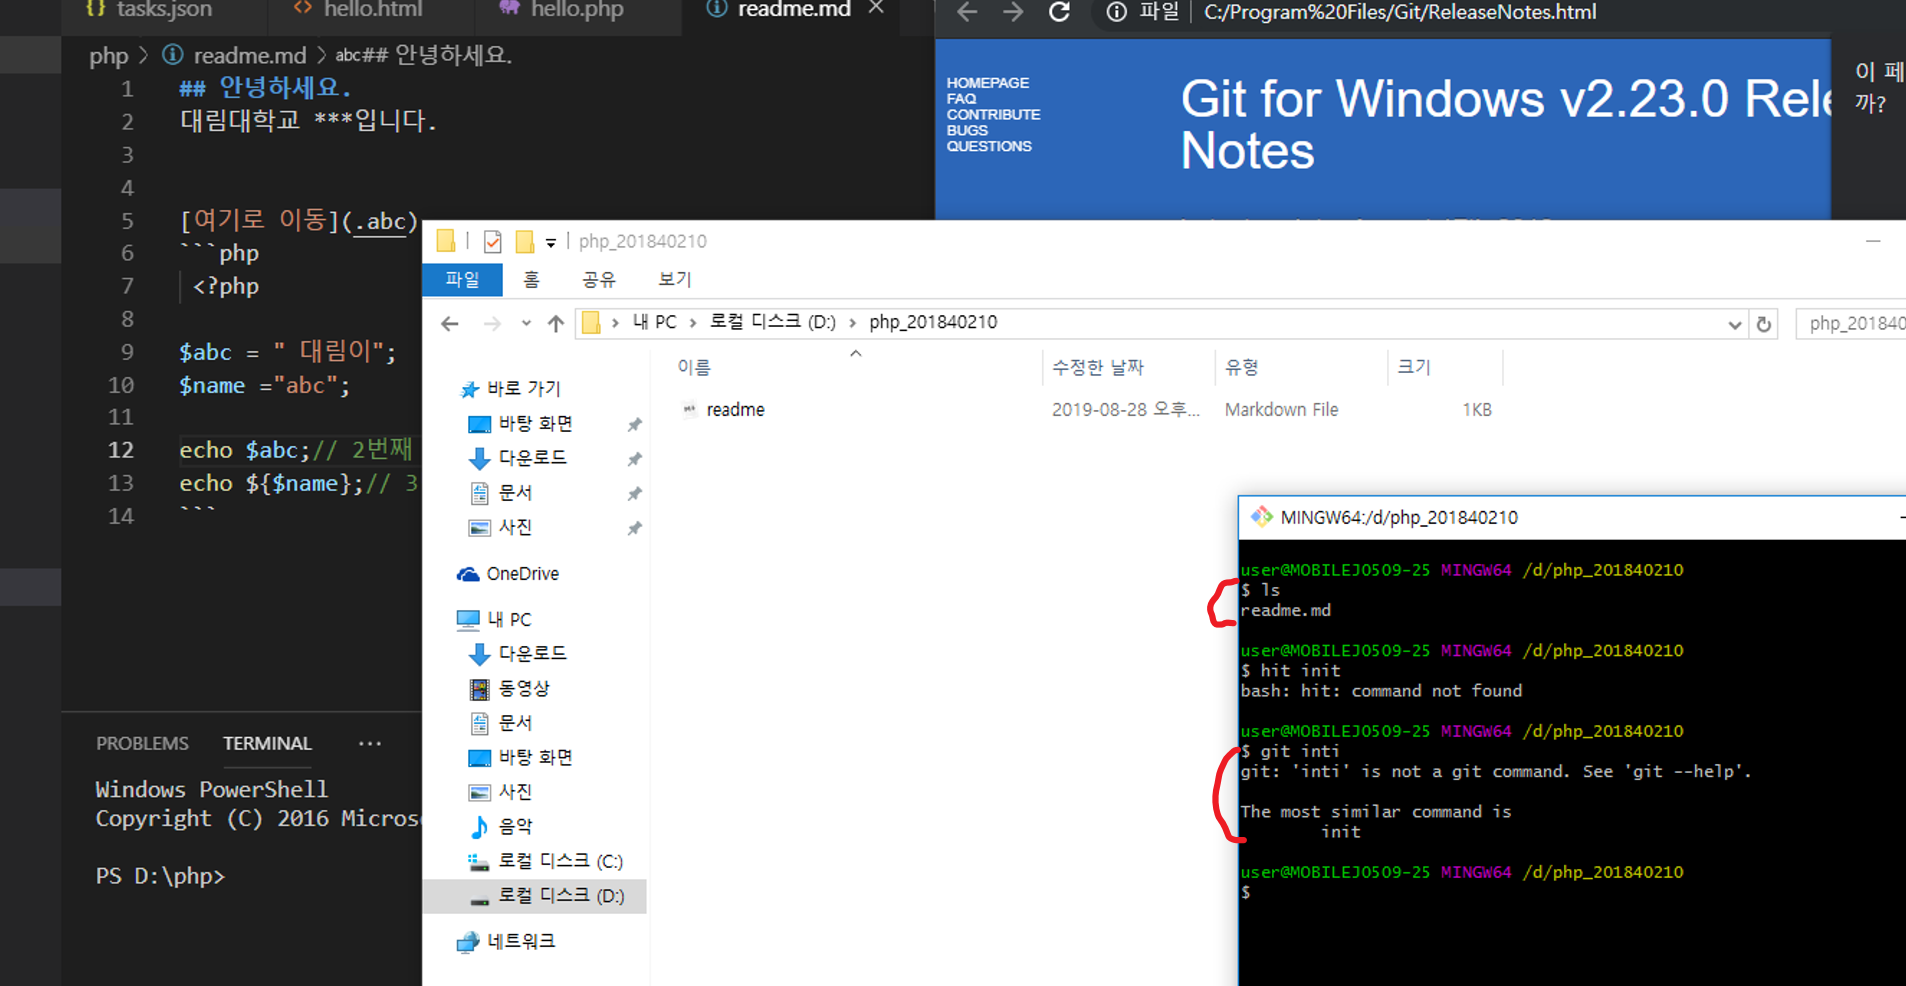 {} tasks.json
<> hello.html
hello.php
readme.md ×
php > readme.md > abc## 안녕하세요.
1 ## 안녕하세요.
2 대림대학교 ***입니다.
3
4
5 [여기로 이동](.abc)
6 ```php
7 <?php
8
9 $abc = " 대림이";
10 $name ="abc";
11
12 echo $abc;// 2번째
13 echo ${$name};// 3
14 ```
PROBLEMS TERMINAL ...
Windows PowerShell
Copyright (C) 2016 Micros
PS D:\php>
파일 | C:/Program%20Files/Git/ReleaseNotes.html
HOMEPAGE
FAQ
CONTRIBUTE
BUGS
QUESTIONS
Git for Windows v2.23.0 Rele
Notes
이 페
까?
php_201840210
파일 홈 공유 보기
내 PC > 로컬 디스크 (D:) > php_201840210
php_201840
이름 수정한 날짜 유형 크기
readme 2019-08-28 오후... Markdown File 1KB
바로 가기
바탕 화면
다운로드
문서
사진
OneDrive
내 PC
다운로드
동영상
문서
바탕 화면
사진
음악
로컬 디스크 (C:)
로컬 디스크 (D:)
네트워크
MINGW64:/d/php_201840210
user@MOBILEJ0509-25 MINGW64 /d/php_201840210
$ ls
readme.md
user@MOBILEJ0509-25 MINGW64 /d/php_201840210
$ hit init
bash: hit: command not found
user@MOBILEJ0509-25 MINGW64 /d/php_201840210
$ git inti
git: 'inti' is not a git command. See 'git --help'.
The most similar command is
init
user@MOBILEJ0509-25 MINGW64 /d/php_201840210
$